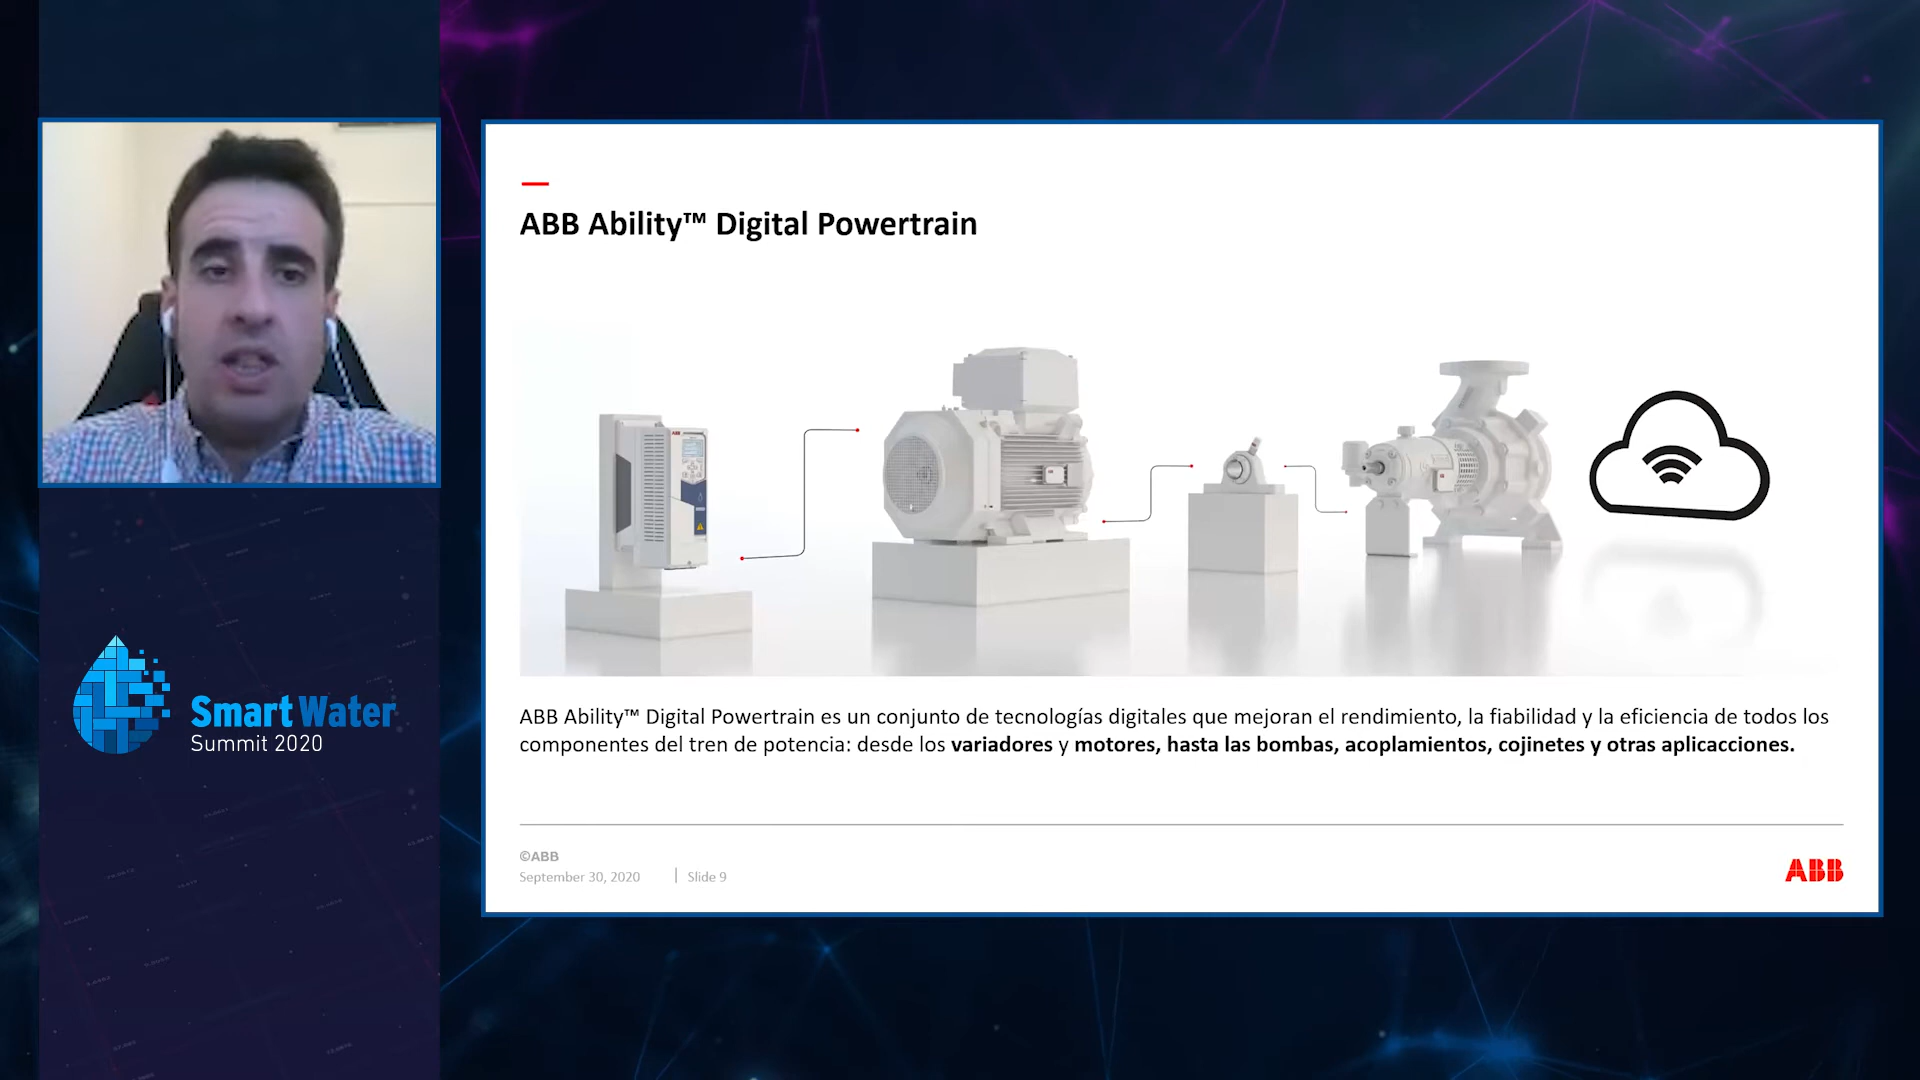 ABB Ability™ Digital Powertrain
ABB Ability™ Digital Powertrain es un conjunto de tecnologías digitales que mejoran el rendimiento, la fiabilidad y la eficiencia de todos los
componentes del tren de potencia: desde los variadores y motores, hasta las bombas, acoplamientos, cojinetes y otras aplicacciones.
©ABB
September 30, 2020 | Slide 9
ABB
Smart Water
Summit 2020